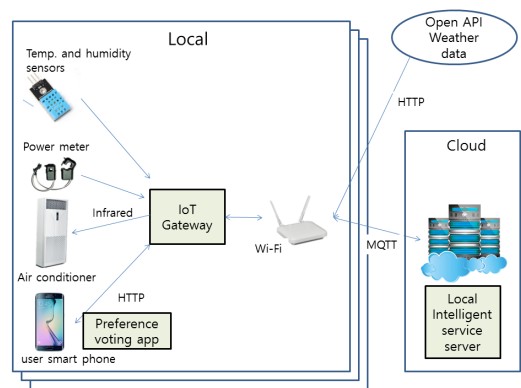 Local
Temp. and humidity
sensors
Power meter
Infrared
Air conditioner
HTTP
user smart phone
Preference
voting app
IoT
Gateway
Wi-Fi
Open API
Weather
data
HTTP
MQTT
Cloud
Local
Intelligent
service
server